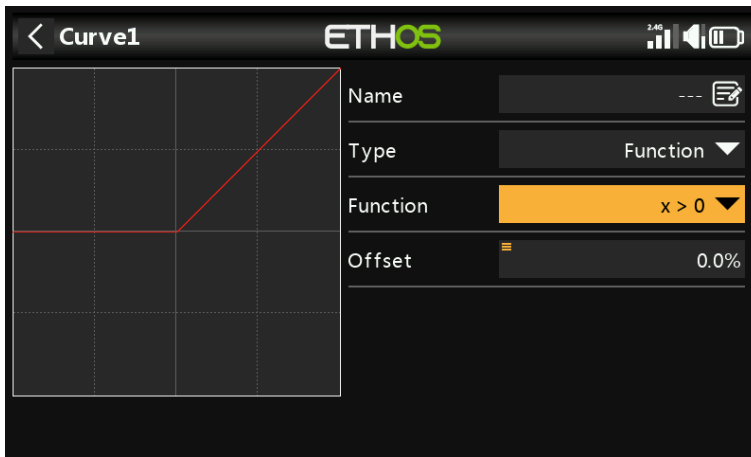 Curve1
ETHOS
2.4G
Name
---
Type
Function
Function
x > 0
Offset
0.0%